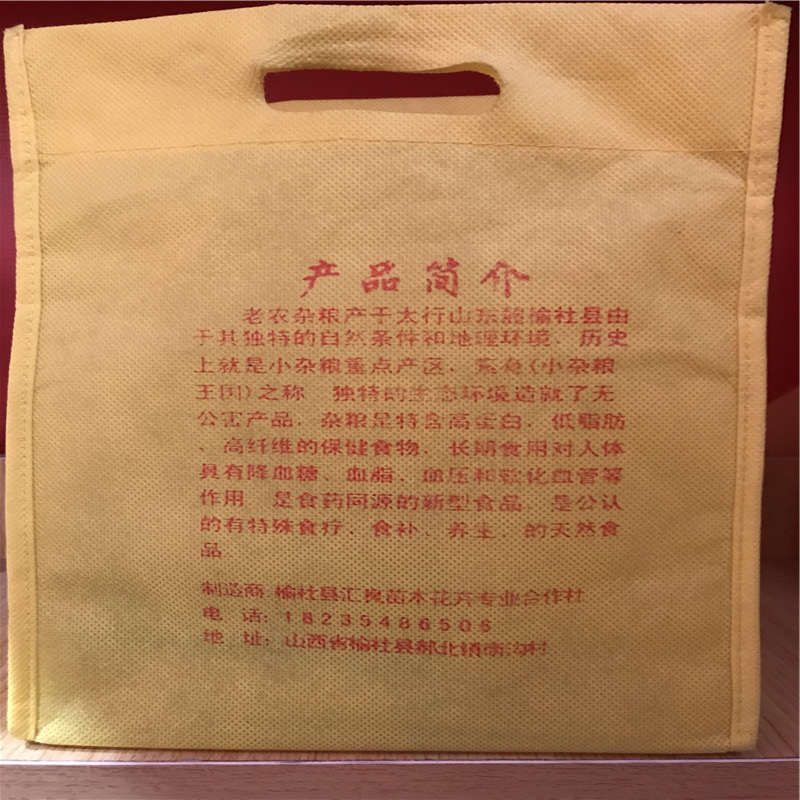 产品简介
老农杂粮产于太行山东麓榆社县由
于其独特的自然条件和地理环境、历史
上就是小杂粮重点产区，素有(小杂粮
王国)之称 独特的生态环境造就了无
公害产品，杂粮是特含高蛋白，低脂肪
、高纤维的保健食物，长期食用对人体
具有降血糖、血脂、血压和软化血管等
作用 是食药同源的新型食品，是公认
的有特殊食疗、食补、养生、的天然食
品
制造商 榆社县汇良苗木花卉专业合作社
电 话：18235486506
地 址：山西省榆社县郝北镇南沟村